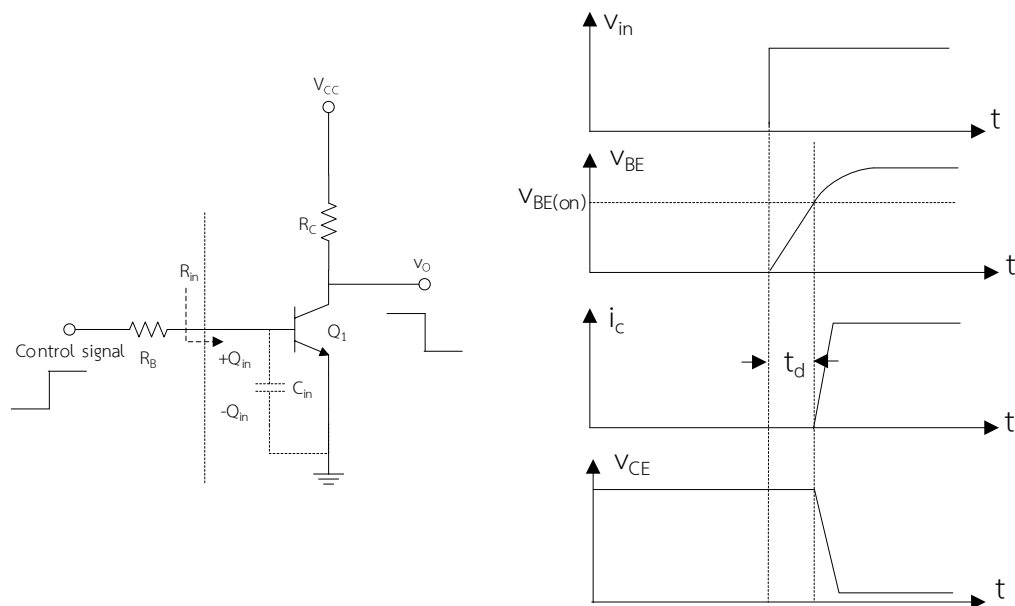 V_CC
R_C
v_O
R_in
Q_1
Control signal
R_B
+Q_in
C_in
-Q_in
v_in
t
v_BE
V_BE(on)
t
i_c
t_d
t
v_CE
t